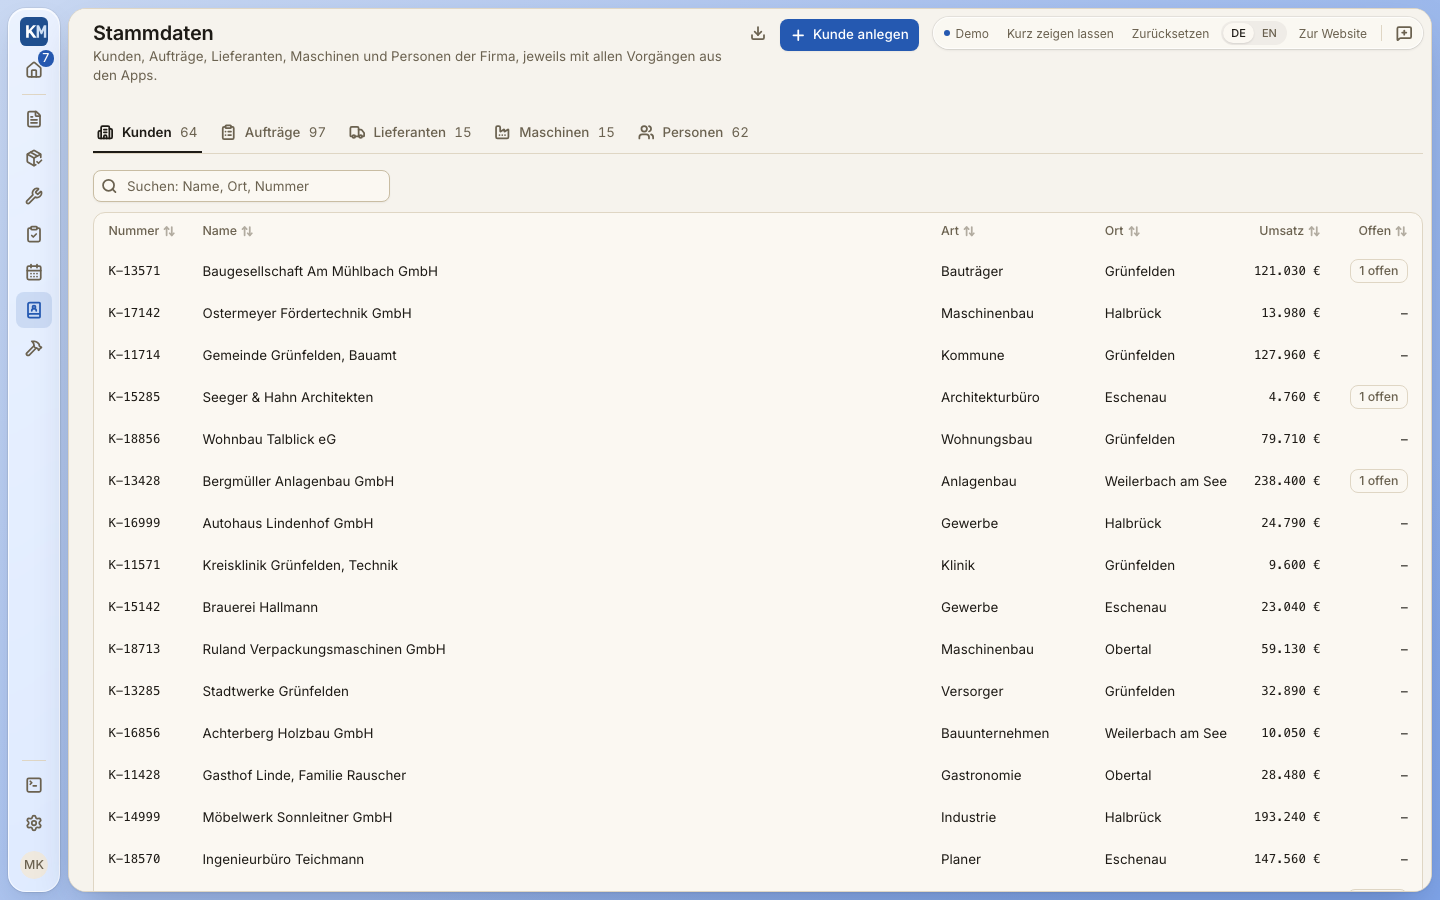 KM
7
Stammdaten
Kunden, Aufträge, Lieferanten, Maschinen und Personen der Firma, jeweils mit allen Vorgängen aus
den Apps.
Kunde anlegen
Demo
Kurz zeigen lassen
Zurücksetzen
DE
EN
Zur Website
Kunden 64
Aufträge 97
Lieferanten 15
Maschinen 15
Personen 62
Suchen: Name, Ort, Nummer
Nummer Name Art Ort Umsatz Offen
K-13571 Baugesellschaft Am Mühlbach GmbH Bauträger Grünfelden 121.030 € 1 offen
K-17142 Ostermeyer Fördertechnik GmbH Maschinenbau Halbrück 13.980 € –
K-11714 Gemeinde Grünfelden, Bauamt Kommune Grünfelden 127.960 € –
K-15285 Seeger & Hahn Architekten Architekturbüro Eschenau 4.760 € 1 offen
K-18856 Wohnbau Talblick eG Wohnungsbau Grünfelden 79.710 € –
K-13428 Bergmüller Anlagenbau GmbH Anlagenbau Weilerbach am See 238.400 € 1 offen
K-16999 Autohaus Lindenhof GmbH Gewerbe Halbrück 24.790 € –
K-11571 Kreisklinik Grünfelden, Technik Klinik Grünfelden 9.600 € –
K-15142 Brauerei Hallmann Gewerbe Eschenau 23.040 € –
K-18713 Ruland Verpackungsmaschinen GmbH Maschinenbau Obertal 59.130 € –
K-13285 Stadtwerke Grünfelden Versorger Grünfelden 32.890 € –
K-16856 Achterberg Holzbau GmbH Bauunternehmen Weilerbach am See 10.050 € –
K-11428 Gasthof Linde, Familie Rauscher Gastronomie Obertal 28.480 € –
K-14999 Möbelwerk Sonnleitner GmbH Industrie Halbrück 193.240 € –
K-18570 Ingenieurbüro Teichmann Planer Eschenau 147.560 € –
MK